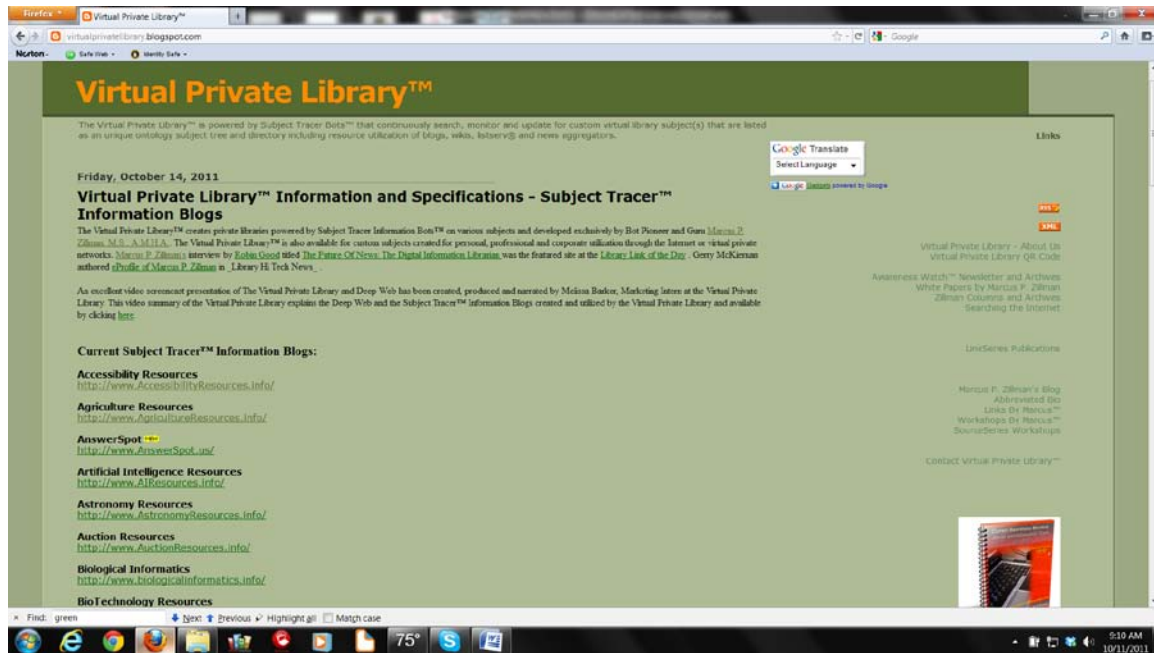 Firefox
Virtual Private Library™
virtualprivatelibrary.blogspot.com
Google
Norton
Safe Web
Identity Safe
Virtual Private Library™
The Virtual Private Library™ is powered by Subject Tracer Bots™ that continuously search, monitor and update for custom virtual library subject(s) that are listed
as an unique ontology subject tree and directory including resource utilization of blogs, wikis, listserv® and news aggregators.
Links
Google Translate
Select Language
powered by Google
Friday, October 14, 2011
Virtual Private Library™ Information and Specifications - Subject Tracer™
Information Blogs
The Virtual Private Library™ creates private libraries powered by Subject Tracer Information Bots™ on various subjects and developed exclusively by Bot Pioneer and Guru Marcus P.
Zillman, M.S., A.M.H.A.. The Virtual Private Library™ is also available for custom subjects created for personal, professional and corporate utilization through the Internet or virtual private
networks. Marcus P. Zillman's interview by Robin Good titled The Future Of News: The Digital Information Librarian was the featured site at the Library Link of the Day . Gerry McKiernan
authored eProfile of Marcus P. Zillman in _Library Hi Tech News_ .
An excellent video screencast presentation of The Virtual Private Library and Deep Web has been created, produced and narrated by Melissa Barker, Marketing Intern at the Virtual Private
Library. This video summary of the Virtual Private Library explains the Deep Web and the Subject Tracer™ Information Blogs created and utilized by the Virtual Private Library and available
by clicking here.
Current Subject Tracer™ Information Blogs:
Accessibility Resources
http://www.AccessibilityResources.info/
Agriculture Resources
http://www.AgricultureResources.info/
AnswerSpot
http://www.AnswerSpot.us/
Artificial Intelligence Resources
http://www.AIResources.info/
Astronomy Resources
http://www.AstronomyResources.info/
Auction Resources
http://www.AuctionResources.info/
Biological Informatics
http://www.biologicalinformatics.info/
BioTechnology Resources
RSS
XML
Virtual Private Library - About Us
Virtual Private Library QR Code
Awareness Watch™ Newsletter and Archives
White Papers by Marcus P. Zillman
Zillman Columns and Archives
Searching the Internet
LinkSeries Publications
Marcus P. Zillman's Blog
Abbreviated Bio
Links By Marcus™
Workshops By Marcus™
SourceSeries Workshops
Contact Virtual Private Library™
Find: green
Next
Previous
Highlight all
Match case
75°
9:10 AM
10/11/2011